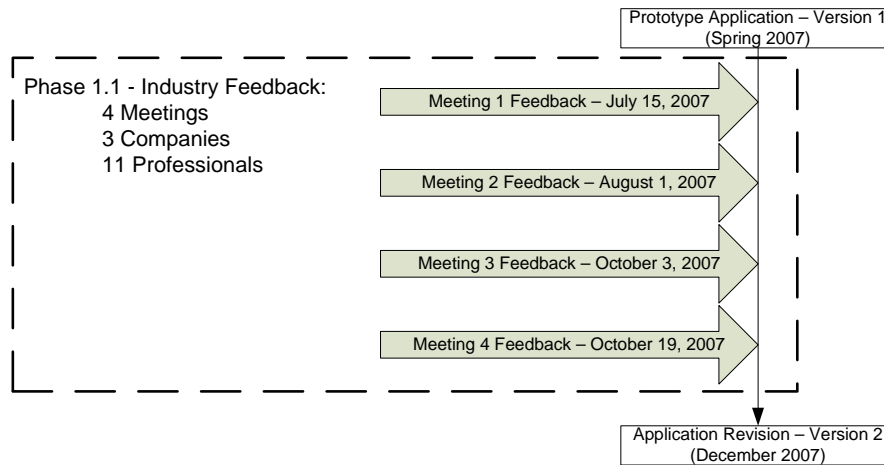 Prototype Application – Version 1
(Spring 2007)
Phase 1.1 - Industry Feedback:
4 Meetings
3 Companies
11 Professionals
Meeting 1 Feedback – July 15, 2007
Meeting 2 Feedback – August 1, 2007
Meeting 3 Feedback – October 3, 2007
Meeting 4 Feedback – October 19, 2007
Application Revision – Version 2
(December 2007)